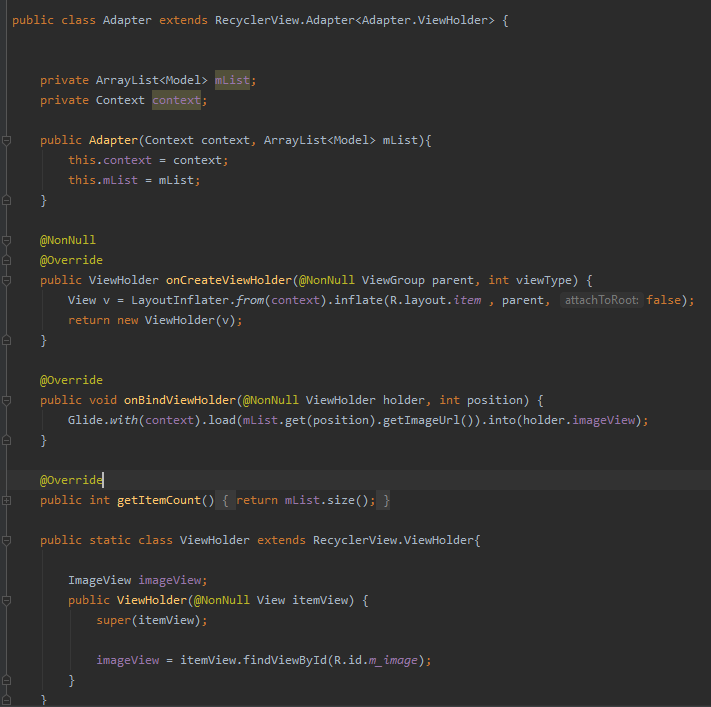 public class Adapter extends RecyclerView.Adapter<Adapter.ViewHolder> {
private ArrayList<Model> mList;
private Context context;
public Adapter(Context context, ArrayList<Model> mList){
this.context = context;
this.mList = mList;
}
@NonNull
@Override
public ViewHolder onCreateViewHolder(@NonNull ViewGroup parent, int viewType) {
View v = LayoutInflater.from(context).inflate(R.layout.item , parent, attachToRoot: false);
return new ViewHolder(v);
}
@Override
public void onBindViewHolder(@NonNull ViewHolder holder, int position) {
Glide.with(context).load(mList.get(position).getImageUrl()).into(holder.imageView);
}
@Override
public int getItemCount() { return mList.size(); }
public static class ViewHolder extends RecyclerView.ViewHolder{
ImageView imageView;
public ViewHolder(@NonNull View itemView) {
super(itemView);
imageView = itemView.findViewById(R.id.m_image);
}
}